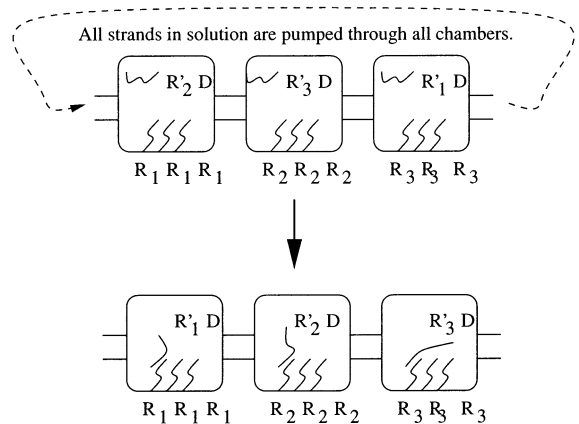 All strands in solution are pumped through all chambers.
R'2 D R'3 D R'1 D
R1 R1 R1 R2 R2 R2 R3 R3 R3
R'1 D R'2 D R'3 D
R1 R1 R1 R2 R2 R2 R3 R3 R3